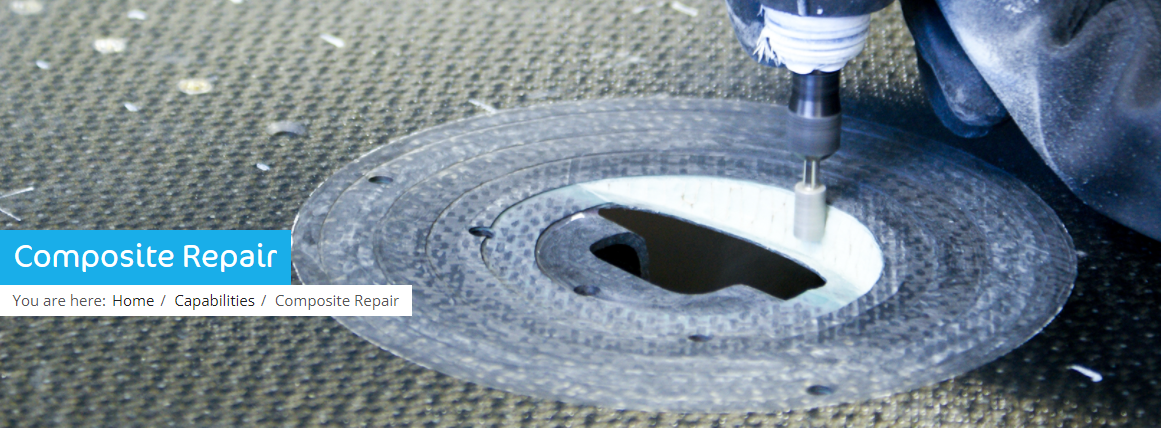 Composite Repair
You are here: Home / Capabilities / Composite Repair